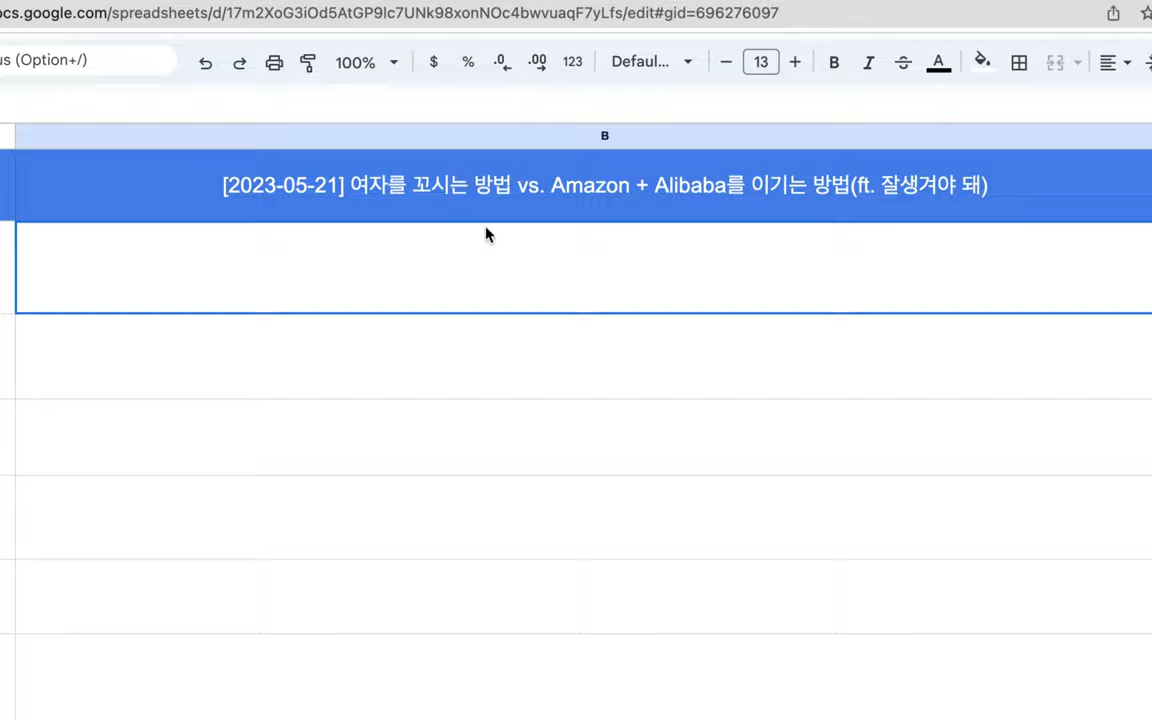 ocs.google.com/spreadsheets/d/17m2XoG3iOd5AtGP9lc7UNk98xonNOc4bwvuaqF7yLfs/edit#gid=696276097
us (Option+/)
100% $ % .0 .00 123 Defaul... − 13 + B I S A
B
[2023-05-21] 여자를 꼬시는 방법 vs. Amazon + Alibaba를 이기는 방법(ft. 잘생겨야 돼)